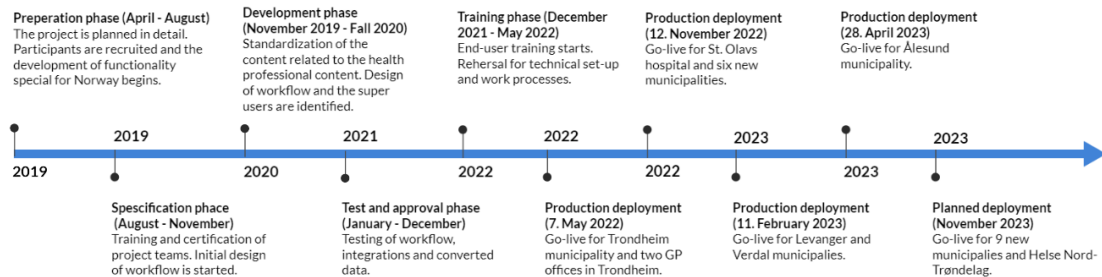 Preperation phase (April - August)
The project is planned in detail.
Participants are recruited and the
development of functionality
special for Norway begins.
Development phase
(November 2019 - Fall 2020)
Standardization of the
content related to the health
professional content. Design
of workflow and the super
users are identified.
Training phase (December
2021 - May 2022)
End-user training starts.
Rehersal for technical set-up
and work processes.
Production deployment
(12. November 2022)
Go-live for St. Olavs
hospital and six new
municipalities.
Production deployment
(28. April 2023)
Go-live for Ålesund
municipality.
2019
2021
2022
2023
2023
2019
2020
2022
2022
2023
Spescification phace
(August - November)
Training and certification of
project teams. Initial design
of workflow is started.
Test and approval phase
(January - December)
Testing of workflow,
integrations and converted
data.
Production deployment
(7. May 2022)
Go-live for Trondheim
municipality and two GP
offices in Trondheim.
Production deployment
(11. February 2023)
Go-live for Levanger and
Verdal municipalies.
Planned deployment
(November 2023)
Go-live for 9 new
municipalies and Helse Nord-
Trøndelag.